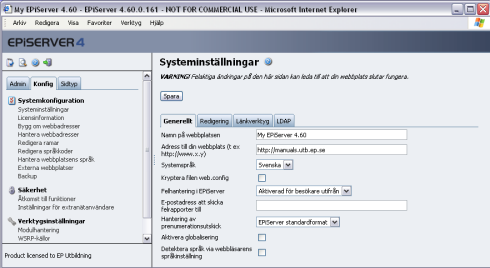 My EPiServer 4.60 - EPiServer 4.60.0.161 - NOT FOR COMMERCIAL USE - Microsoft Internet Explorer
Arkiv Redigera Visa Favoriter Verktyg Hjälp
EPiSERVER 4
Admin Konfig Sidtyp
Systemkonfiguration
Systeminställningar
Licensinformation
Bygg om webbadresser
Hantera webbadresser
Redigera ramar
Redigera språkkoder
Hantera webbplatsens språk
Externa webbplatser
Backup
Säkerhet
Åtkomst till funktioner
Inställningar för extranätanvändare
Verktygsinställningar
Modulhantering
WSRP-källor
Product licensed to EP Utbildning
Systeminställningar
VARNING! Felaktiga ändringar på den här sidan kan leda till att din webbplats slutar fungera.
Spara
Generellt Redigering Länkverktyg LDAP
Namn på webbplatsen My EPiServer 4.60
Adress till din webbplats (t ex http://www.x.y) http://manuals.utb.ep.se
Systemspråk Svenska
Kryptera filen web.config
Felhantering i EPiServer Aktiverad för besökare utifrån
E-postadress att skicka felrapporter till
Hantering av prenumerationsutskick EPiServer standardformat
Aktivera globalisering
Detektera språk via webbläsarens språkinställning